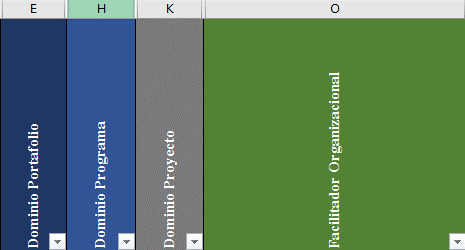 E H K O
Dominio Portafolio
Dominio Programa
Dominio Proyecto
Facilitador Organizacional